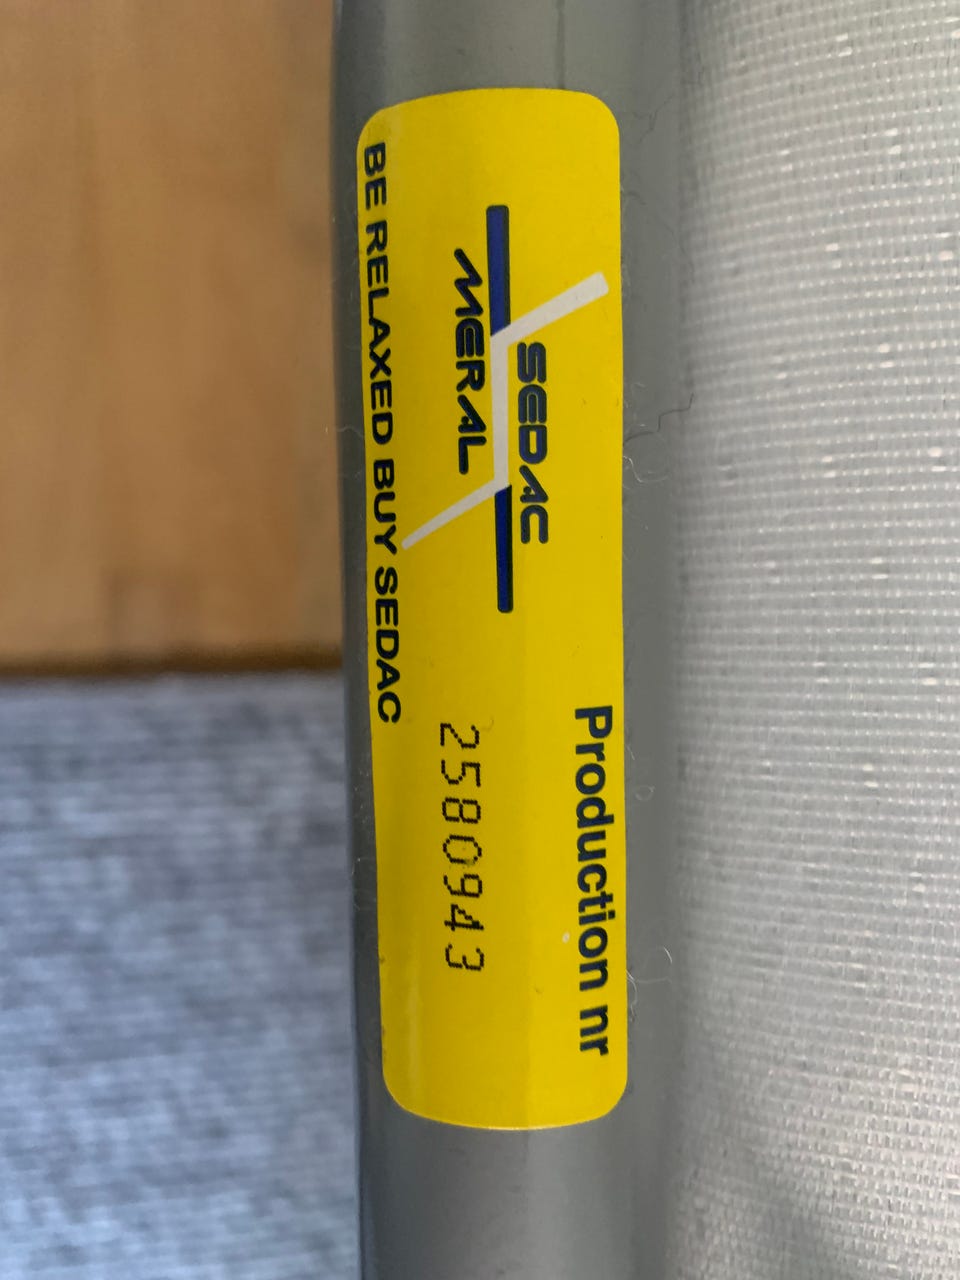 SEDAC
MERAL
Production nr
2580943
BE RELAXED BUY SEDAC